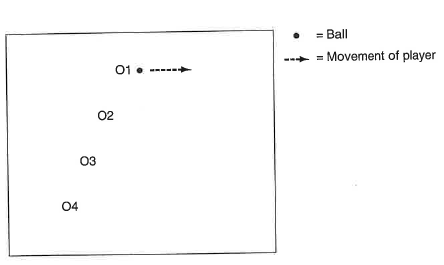 = Ball
= Movement of player
O1
O2
O3
O4